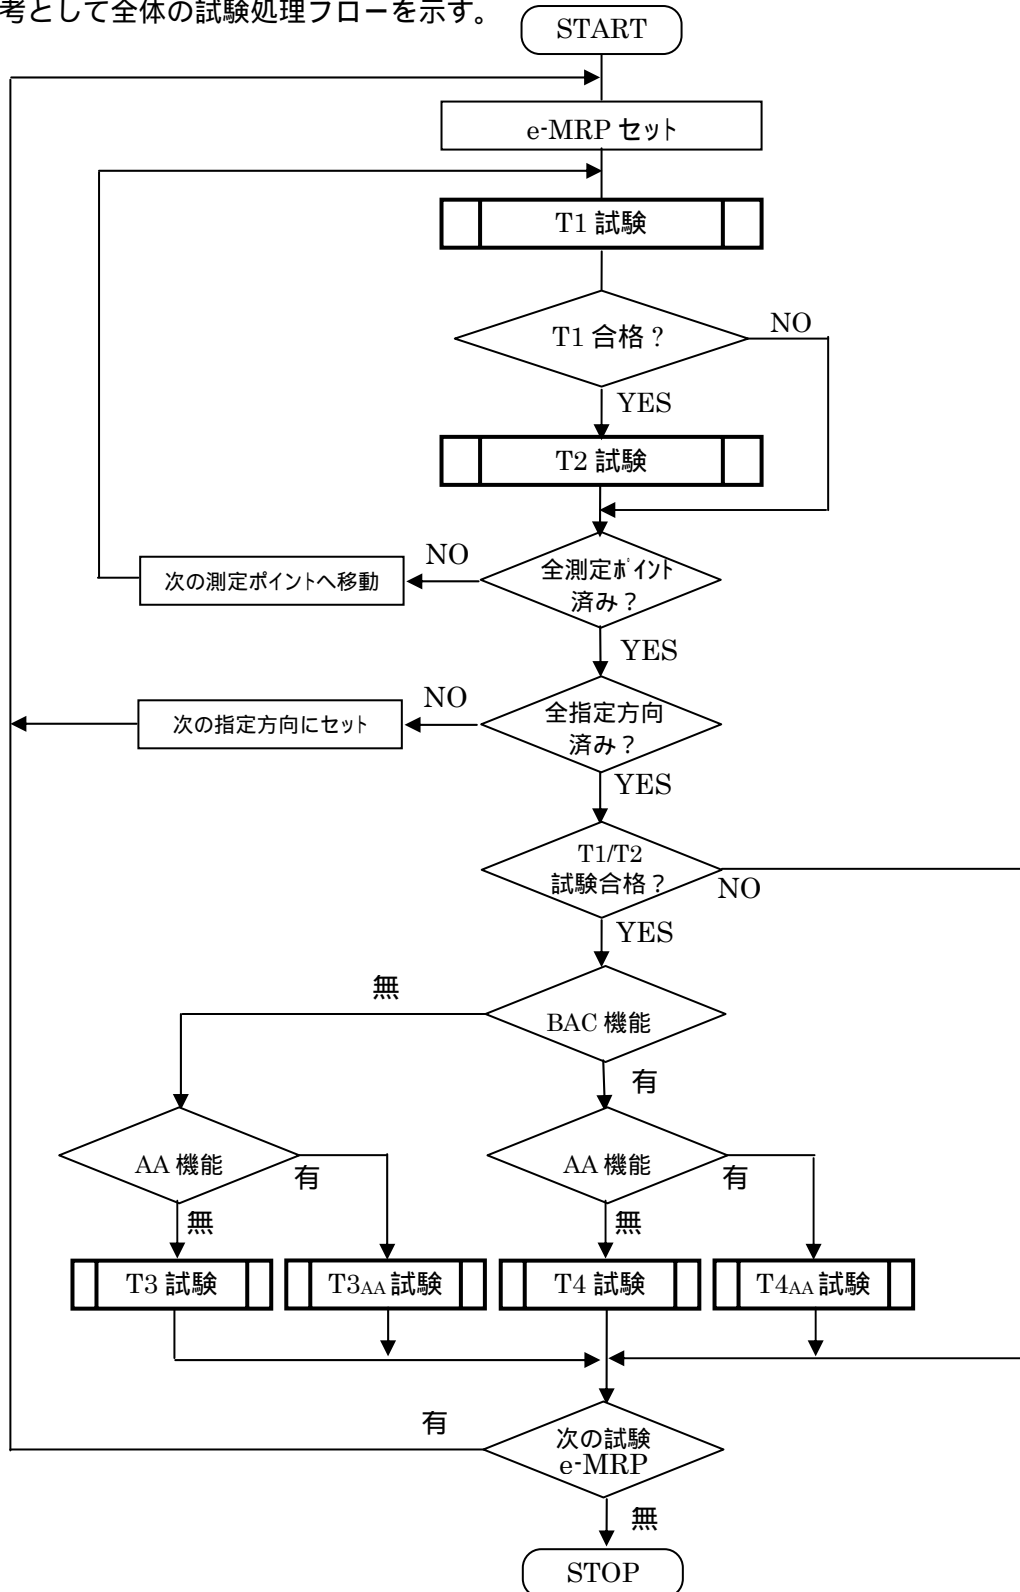 考として全体の試験処理フローを示す。
START
e-MRP セット
T1 試験
T1 合格？
NO
YES
T2 試験
次の測定ポイントへ移動
NO
全測定ﾎﾟｲﾝﾄ
済み？
YES
次の指定方向にセット
NO
全指定方向
済み？
YES
T1/T2
試験合格？
NO
YES
無
BAC 機能
有
AA 機能
有
無
AA 機能
有
無
T3 試験
T3AA 試験
T4 試験
T4AA 試験
有
次の試験
e-MRP
無
STOP